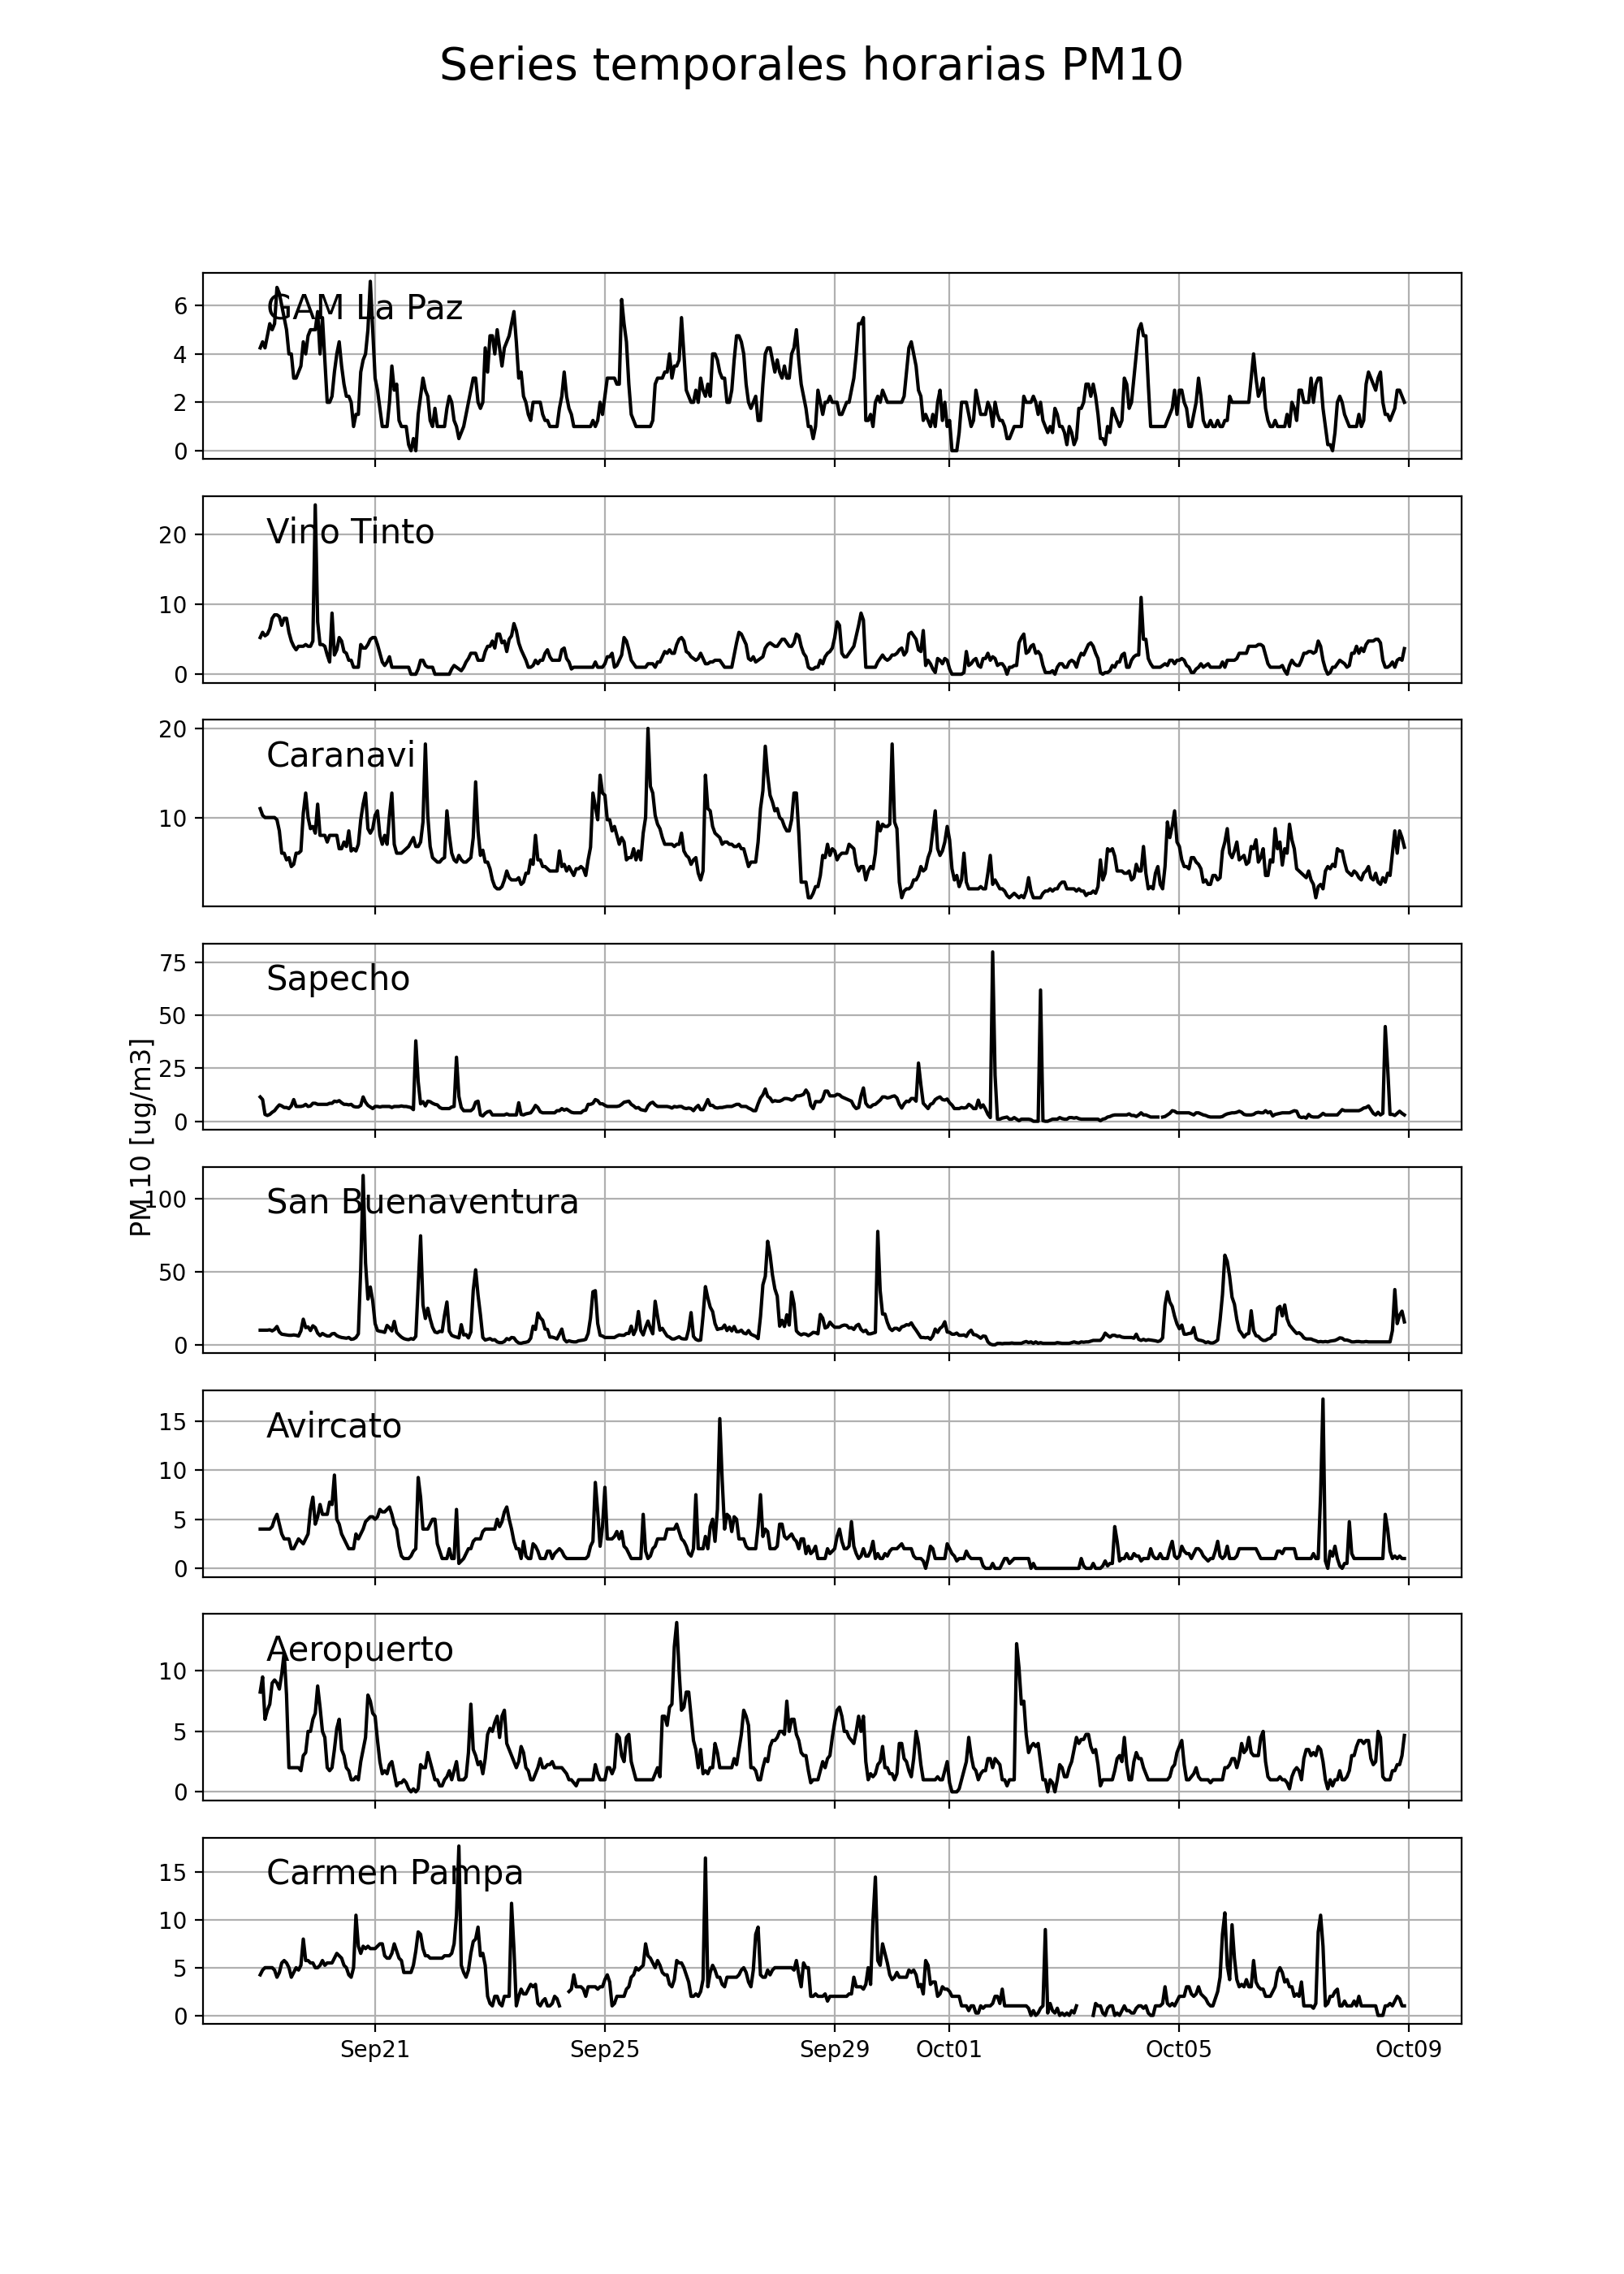 Series temporales horarias PM10
GAM La Paz
6
4
2
0
Vino Tinto
20
10
0
Caranavi
20
10
Sapecho
75
50
25
0
PM 10 [ug/m3]
San Buenaventura
100
50
0
Avircato
15
10
5
0
Aeropuerto
10
5
0
Carmen Pampa
15
10
5
0
Sep21 Sep25 Sep29 Oct01 Oct05 Oct09